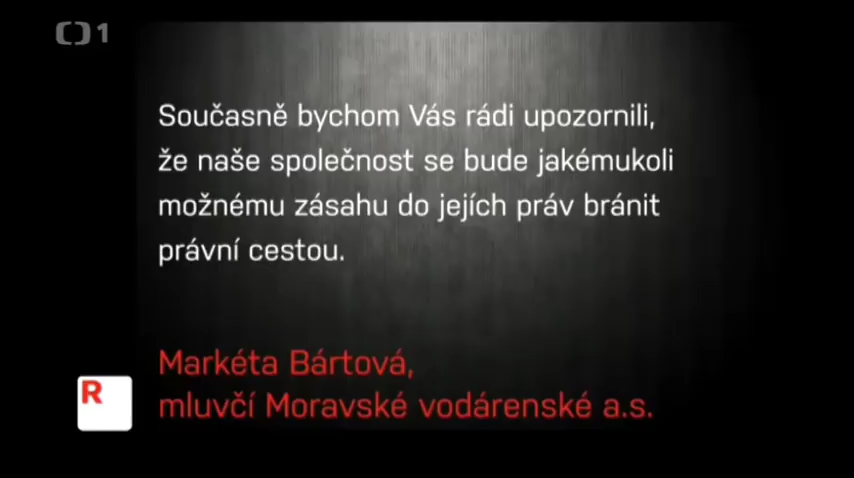 1
Současně bychom Vás rádi upozornili,
že naše společnost se bude jakémukoli
možnému zásahu do jejích práv bránit
právní cestou.
Markéta Bártová,
R
mluvčí Moravské vodárenské a.s.